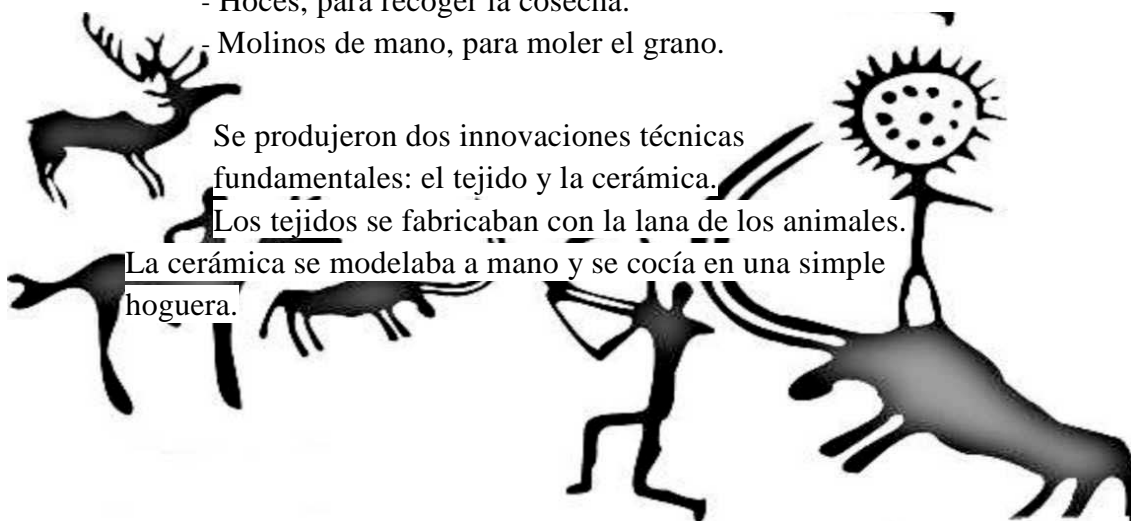 - Hoces, para recoger la cosecha.
- Molinos de mano, para moler el grano.
Se produjeron dos innovaciones técnicas
fundamentales: el tejido y la cerámica.
Los tejidos se fabricaban con la lana de los animales.
La cerámica se modelaba a mano y se cocía en una simple
hoguera.